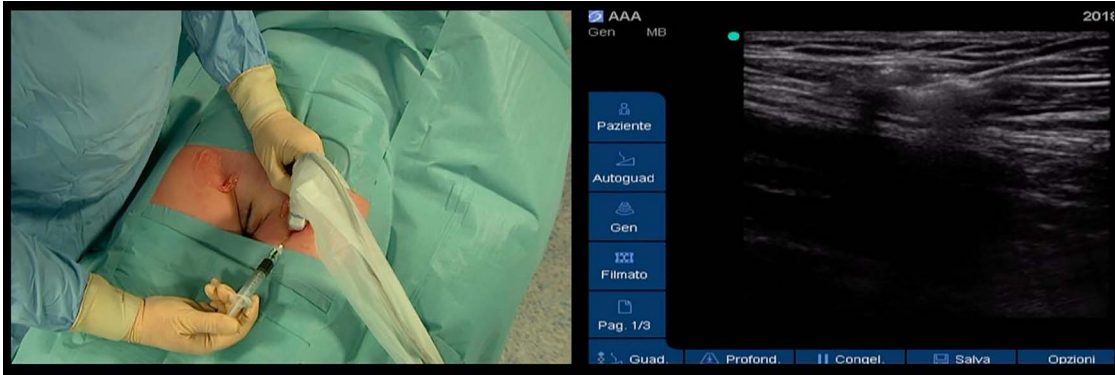 AAA
2018
Gen MB
Paziente
Autoguad
Gen
Filmato
Pag. 1/3
Guad. Profond. Congel. Salva Opzioni